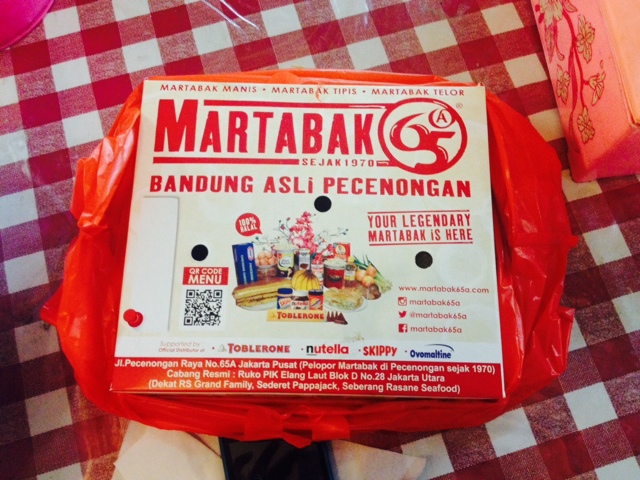 MARTABAK MANIS • MARTABAK TIPIS • MARTABAK TELOR
MARTABAK 65A ®
SEJAK 1970
BANDUNG ASLi PECENONGAN
100% HALAL
YOUR LEGENDARY
MARTABAK iS HERE
QR CODE
MENU
TOBLERONE
www.martabak65a.com
martabak65a
@martabak65a
martabak65a
Supported by :
Official Distributor of
TOBLERONE • nutella • SKIPPY • Ovomaltine
Jl.Pecenongan Raya No.65A Jakarta Pusat (Pelopor Martabak di Pecenongan sejak 1970)
Cabang Resmi : Ruko PIK Elang Laut Blok D No.28 Jakarta Utara
(Dekat RS Grand Family, Sederet Pappajack, Seberang Rasane Seafood)